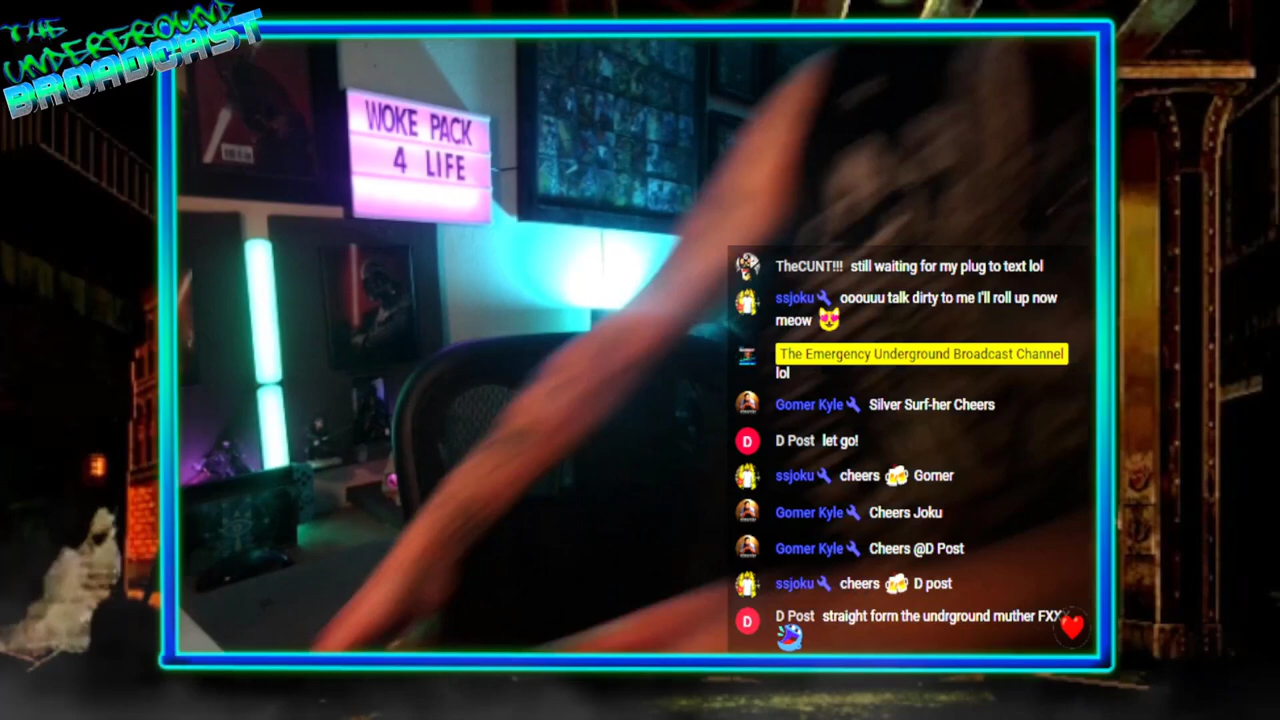 THE
UNDERGROUND
BROADCAST
WOKE PACK
4 LIFE
TheCUNT!!! still waiting for my plug to text lol
ssjoku oooouuu talk dirty to me I'll roll up now
meow
The Emergency Underground Broadcast Channel
lol
Gomer Kyle Silver Surf-her Cheers
D D Post let go!
ssjoku cheers Gomer
Gomer Kyle Cheers Joku
Gomer Kyle Cheers @D Post
ssjoku cheers D post
D D Post straight form the undrground muther FXX